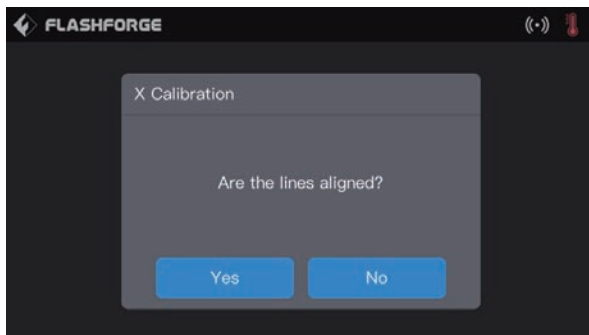 FLASHFORGE
X Calibration
Are the lines aligned?
Yes
No